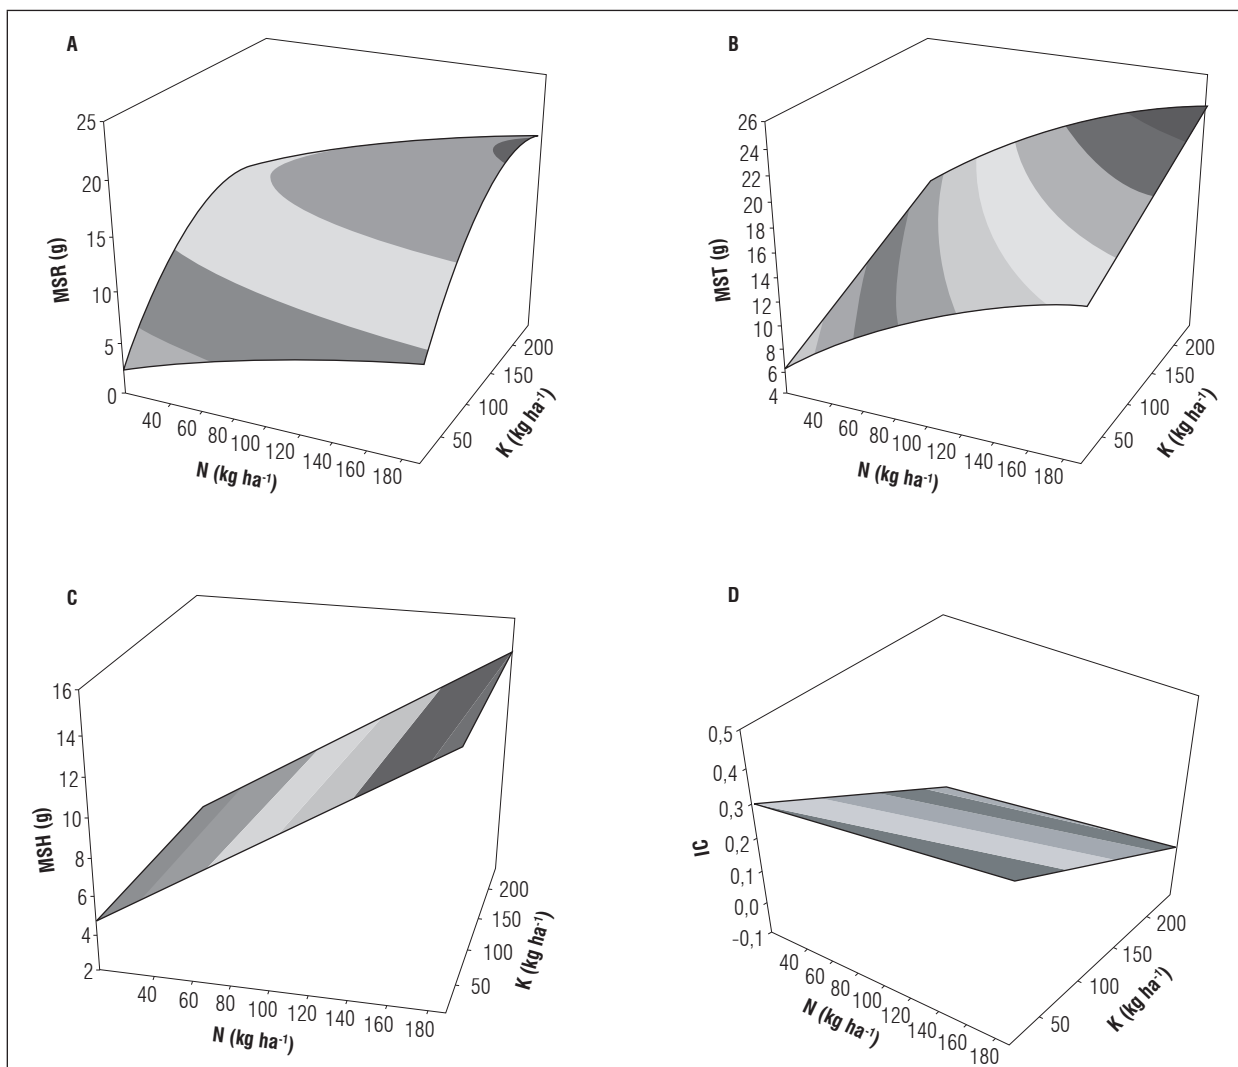 A
MSR (g)
25
20
15
10
5
0
40 60 80 100 120 140 160 180
N (kg ha-1)
50 100 150 200
K (kg ha-1)
B
MST (g)
26
24
22
20
18
16
14
12
10
8
6
4
40 60 80 100 120 140 160 180
N (kg ha-1)
50 100 150 200
K (kg ha-1)
C
MSH (g)
16
14
12
10
8
6
4
2
40 60 80 100 120 140 160 180
N (kg ha-1)
50 100 150 200
K (kg ha-1)
D
IC
0,5
0,4
0,3
0,2
0,1
0,0
-0,1
40 60 80 100 120 140 160 180
N (kg ha-1)
50 100 150 200
K (kg ha-1)